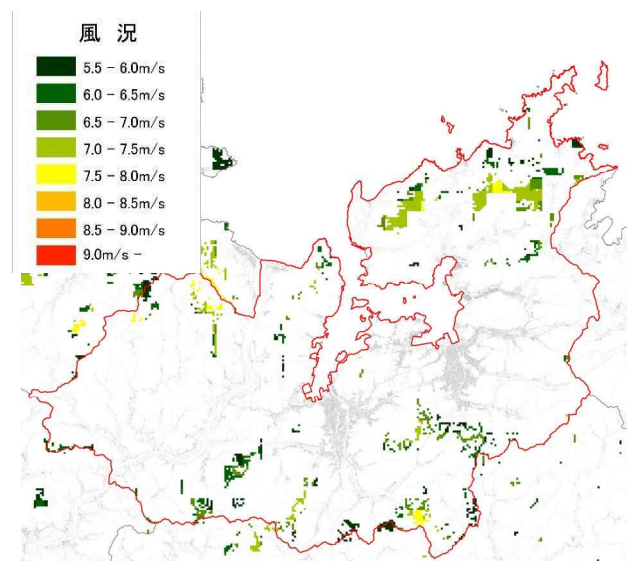 風 況
5.5 - 6.0m/s
6.0 - 6.5m/s
6.5 - 7.0m/s
7.0 - 7.5m/s
7.5 - 8.0m/s
8.0 - 8.5m/s
8.5 - 9.0m/s
9.0m/s -